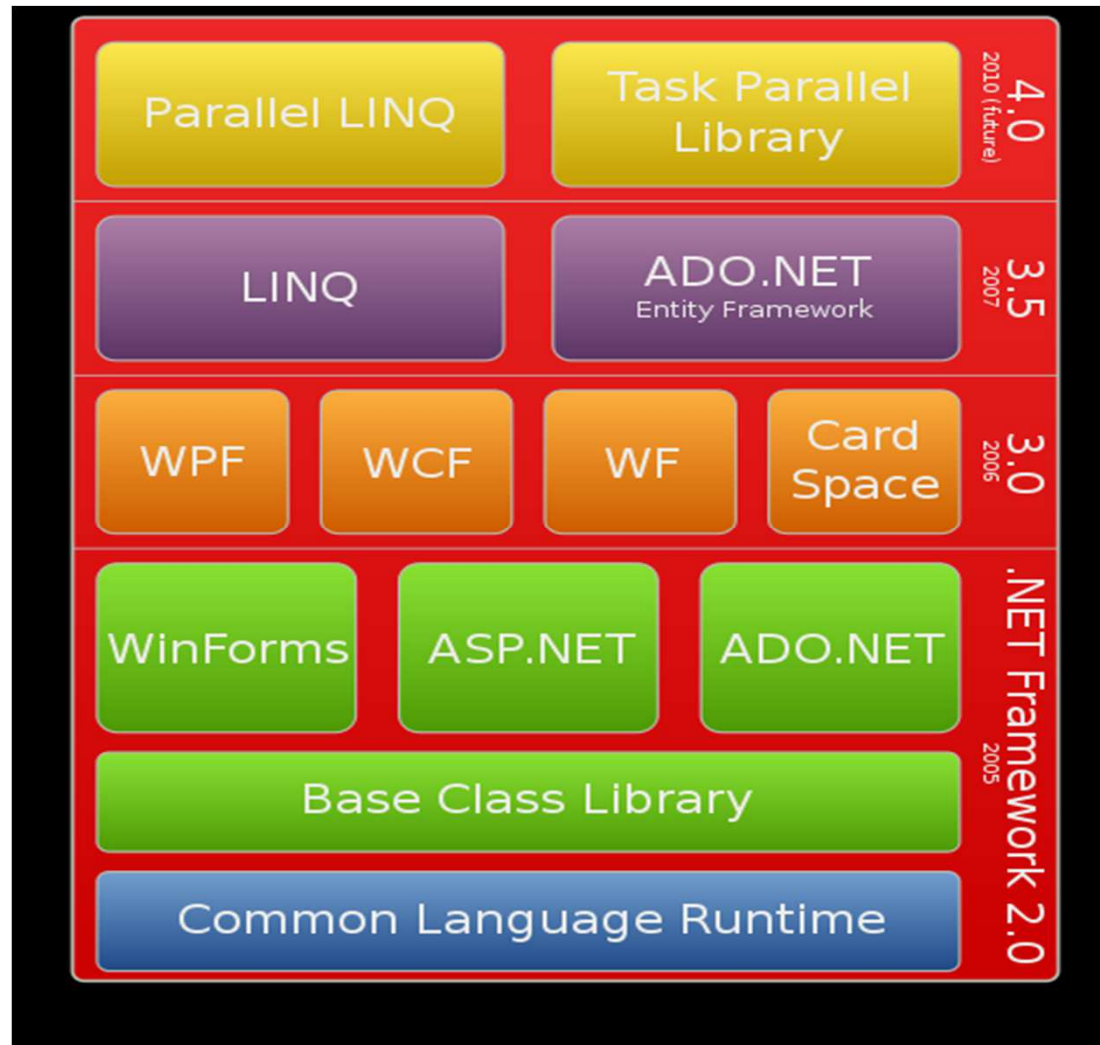 Parallel LINQ
Task Parallel
Library
4.0
2010 (future)
LINQ
ADO.NET
Entity Framework
3.5
2007
WPF
WCF
WF
Card
Space
3.0
2006
WinForms
ASP.NET
ADO.NET
Base Class Library
Common Language Runtime
.NET Framework 2.0
2005